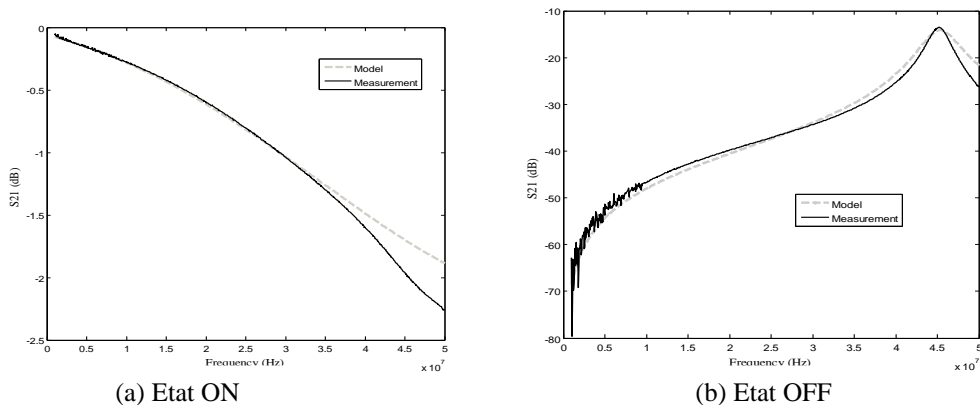 0
-0.5
-1
-1.5
-2
-2.5
S21 (dB)
Model
Measurement
0 0.5 1 1.5 2 2.5 3 3.5 4 4.5 5
Frequency (Hz)
x 10^7
(a) Etat ON
-10
-20
-30
-40
-50
-60
-70
-80
S21 (dB)
Model
Measurement
0 0.5 1 1.5 2 2.5 3 3.5 4 4.5 5
Frequency (Hz)
x 10^7
(b) Etat OFF